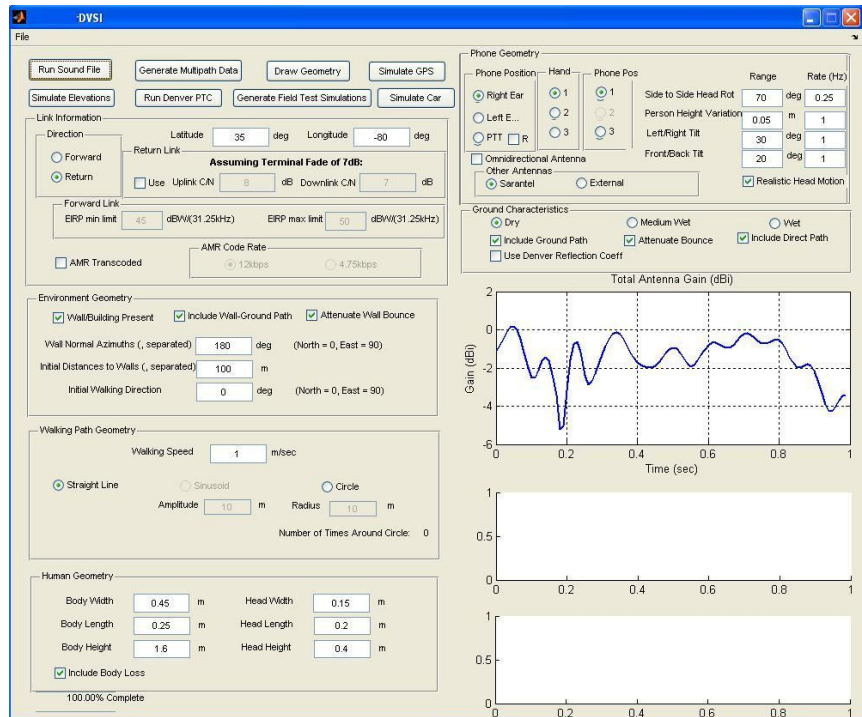 ·DVSI
File
Run Sound File
Generate Multipath Data
Draw Geometry
Simulate GPS
Simulate Elevations
Run Denver PTC
Generate Field Test Simulations
Simulate Car
Link Information
Direction
Forward
Return
Latitude 35 deg Longitude -80 deg
Return Link
Assuming Terminal Fade of 7dB:
Use Uplink C/N 8 dB Downlink C/N 7 dB
Forward Link
EIRP min limit 45 dBW/(31.25kHz) EIRP max limit 50 dBW/(31.25kHz)
AMR Transcoded
AMR Code Rate
12kbps 4.75kbps
Environment Geometry
Wall/Building Present Include Wall-Ground Path Attenuate Wall Bounce
Wall Normal Azimuths (, separated) 180 deg (North = 0, East = 90)
Initial Distances to Walls (, separated) 100 m
Initial Walking Direction 0 deg (North = 0, East = 90)
Walking Path Geometry
Walking Speed 1 m/sec
Straight Line Sinusoid Circle
Amplitude 10 m Radius 10 m
Number of Times Around Circle: 0
Human Geometry
Body Width 0.45 m Head Width 0.15 m
Body Length 0.25 m Head Length 0.2 m
Body Height 1.6 m Head Height 0.4 m
Include Body Loss
100.00% Complete
Phone Geometry
Phone Position
Right Ear
Left E...
PTT R
Hand
1
2
3
Phone Pos
1
2
3
Range Rate (Hz)
Side to Side Head Rot 70 deg 0.25
Person Height Variation 0.05 m 1
Left/Right Tilt 30 deg 1
Front/Back Tilt 20 deg 1
Omnidirectional Antenna
Other Antennas
Sarantel External
Realistic Head Motion
Ground Characteristics
Dry Medium Wet Wet
Include Ground Path Attenuate Bounce Include Direct Path
Use Denver Reflection Coeff
Total Antenna Gain (dBi)
Gain (dBi)
2
0
-2
-4
-6
0 0.2 0.4 0.6 0.8 1
Time (sec)
1
0.5
0
0 0.2 0.4 0.6 0.8 1
1
0.5
0
0 0.2 0.4 0.6 0.8 1